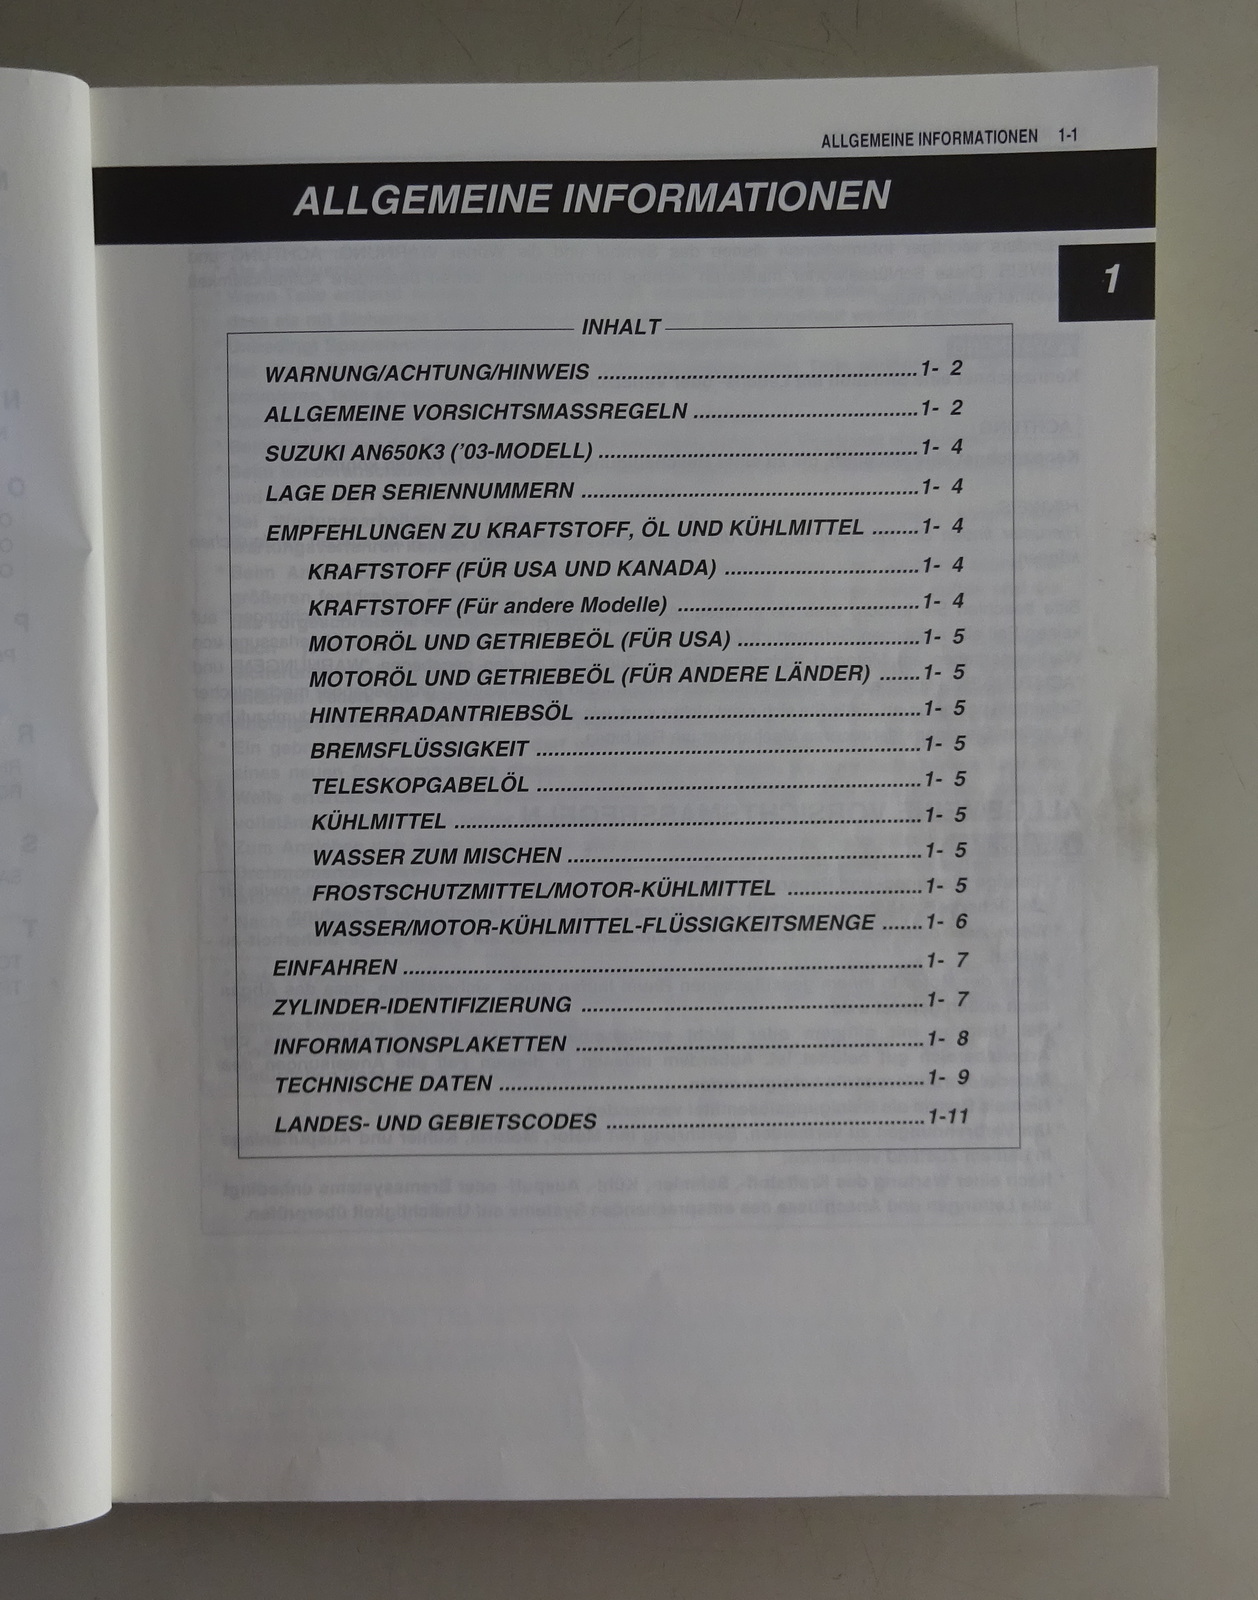 ALLGEMEINE INFORMATIONEN 1-1
ALLGEMEINE INFORMATIONEN
1
INHALT
WARNUNG/ACHTUNG/HINWEIS ................................................ 1- 2
ALLGEMEINE VORSICHTSMASSREGELN .................................. 1- 2
SUZUKI AN650K3 ('03-MODELL) ................................................ 1- 4
LAGE DER SERIENNUMMERN .................................................. 1- 4
EMPFEHLUNGEN ZU KRAFTSTOFF, ÖL UND KÜHLMITTEL ....... 1- 4
KRAFTSTOFF (FÜR USA UND KANADA) ............................. 1- 4
KRAFTSTOFF (Für andere Modelle) .................................... 1- 4
MOTORÖL UND GETRIEBEÖL (FÜR USA) ........................... 1- 5
MOTORÖL UND GETRIEBEÖL (FÜR ANDERE LÄNDER) ....... 1- 5
HINTERRADANTRIEBSÖL .................................................. 1- 5
BREMSFLÜSSIGKEIT ......................................................... 1- 5
TELESKOPGABELÖL ......................................................... 1- 5
KÜHLMITTEL ..................................................................... 1- 5
WASSER ZUM MISCHEN .................................................... 1- 5
FROSTSCHUTZMITTEL/MOTOR-KÜHLMITTEL .................... 1- 5
WASSER/MOTOR-KÜHLMITTEL-FLÜSSIGKEITSMENGE ...... 1- 6
EINFAHREN .............................................................................. 1- 7
ZYLINDER-IDENTIFIZIERUNG ................................................... 1- 7
INFORMATIONSPLAKETTEN .................................................... 1- 8
TECHNISCHE DATEN ................................................................ 1- 9
LANDES- UND GEBIETSCODES ................................................ 1-11